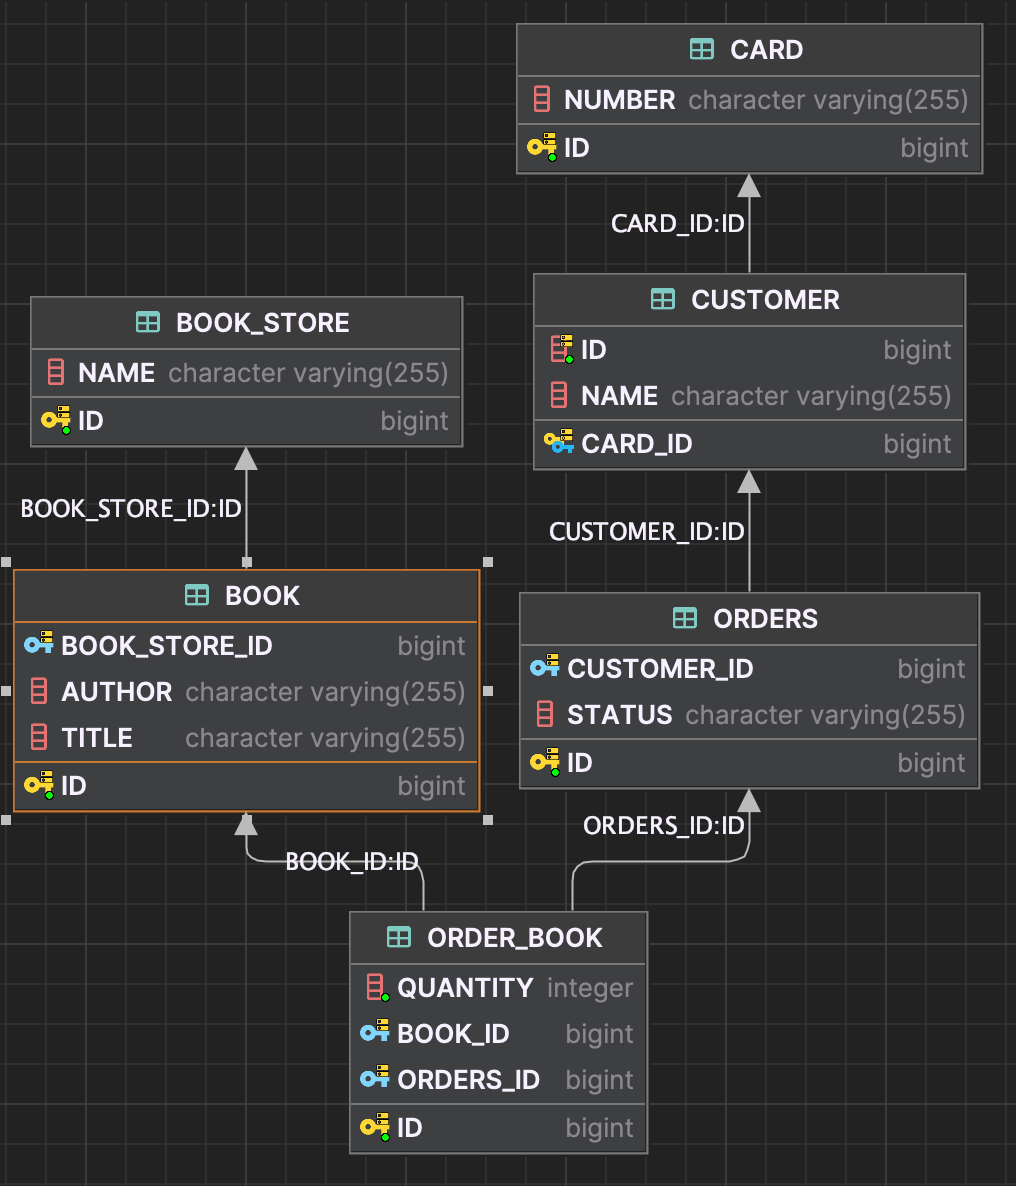 CARD
NUMBER character varying(255)
ID bigint
CARD_ID:ID
CUSTOMER
ID bigint
NAME character varying(255)
CARD_ID bigint
BOOK_STORE
NAME character varying(255)
ID bigint
BOOK_STORE_ID:ID
CUSTOMER_ID:ID
BOOK
BOOK_STORE_ID bigint
AUTHOR character varying(255)
TITLE character varying(255)
ID bigint
ORDERS
CUSTOMER_ID bigint
STATUS character varying(255)
ID bigint
BOOK_ID:ID
ORDERS_ID:ID
ORDER_BOOK
QUANTITY integer
BOOK_ID bigint
ORDERS_ID bigint
ID bigint